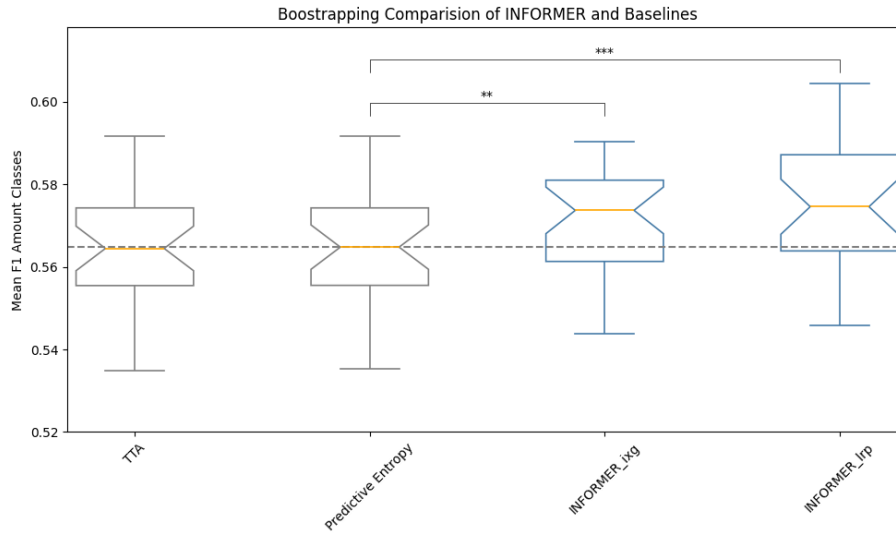 Boostrapping Comparision of INFORMER and Baselines
***
**
0.60
0.58
0.56
0.54
0.52
Mean F1 Amount Classes
TTA
Predictive Entropy
INFORMER_ixg
INFORMER_lrp